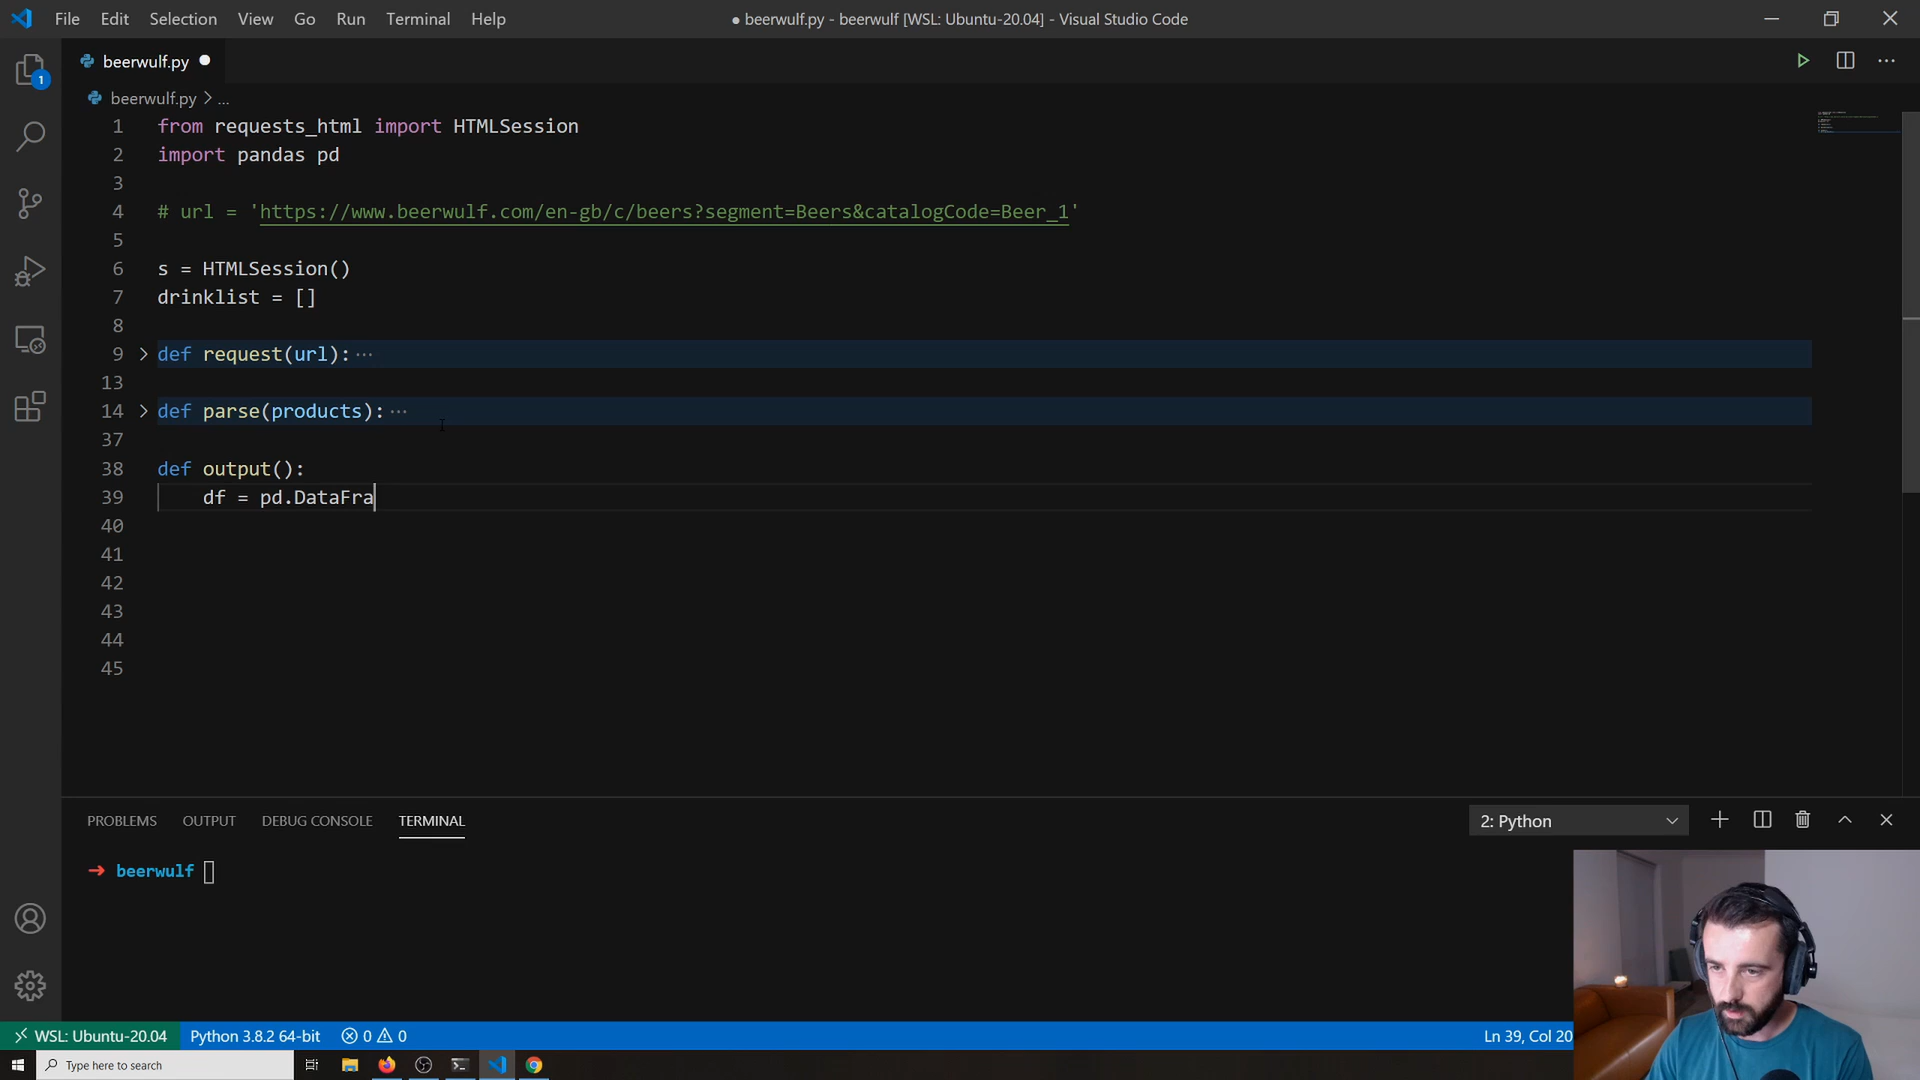 File Edit Selection View Go Run Terminal Help
● beerwulf.py - beerwulf [WSL: Ubuntu-20.04] - Visual Studio Code
beerwulf.py ●
beerwulf.py > ...
1 from requests_html import HTMLSession
2 import pandas pd
3
4 # url = 'https://www.beerwulf.com/en-gb/c/beers?segment=Beers&catalogCode=Beer_1'
5
6 s = HTMLSession()
7 drinklist = []
8
9 def request(url): ...
13
14 def parse(products): ...
37
38 def output():
39 df = pd.DataFra
40
41
42
43
44
45
1
PROBLEMS OUTPUT DEBUG CONSOLE TERMINAL 2: Python
→ beerwulf
WSL: Ubuntu-20.04 Python 3.8.2 64-bit 0 0 Ln 39, Col 20
Type here to search